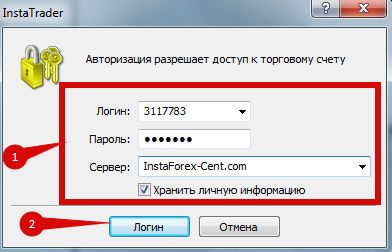 InstaTrader
?
Авторизация разрешает доступ к торговому счету
Логин: 3117783
Пароль: •••••••
Сервер: InstaForex-Cent.com
Хранить личную информацию
1
2
Логин Отмена